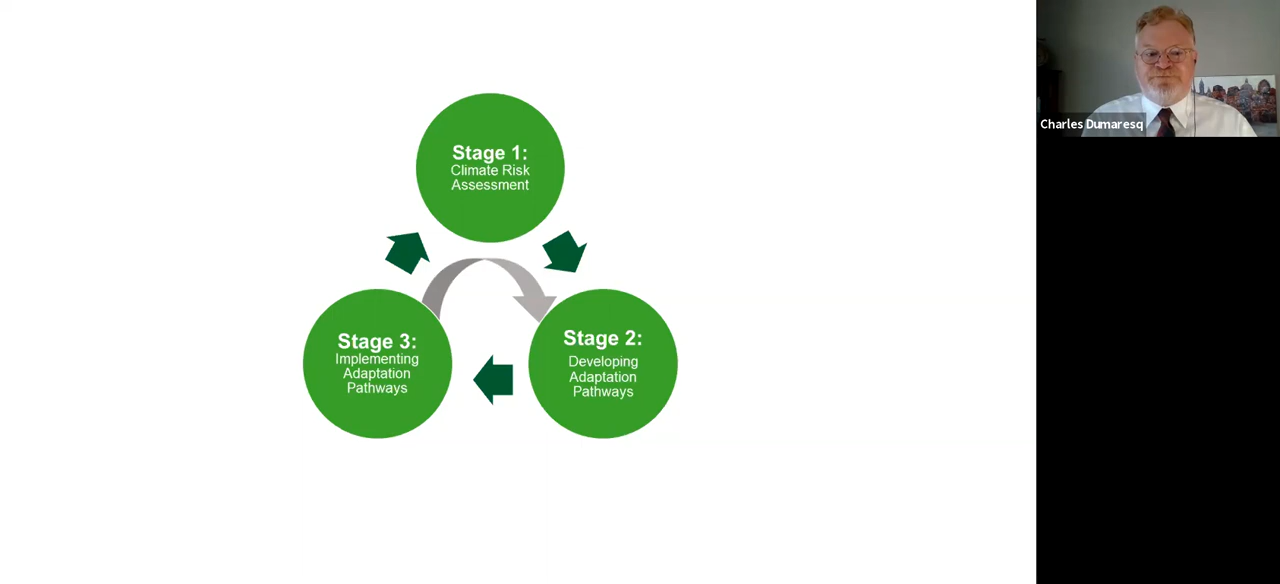 Stage 1:
Climate Risk
Assessment
Stage 3:
Implementing
Adaptation
Pathways
Stage 2:
Developing
Adaptation
Pathways
Charles Dumaresq